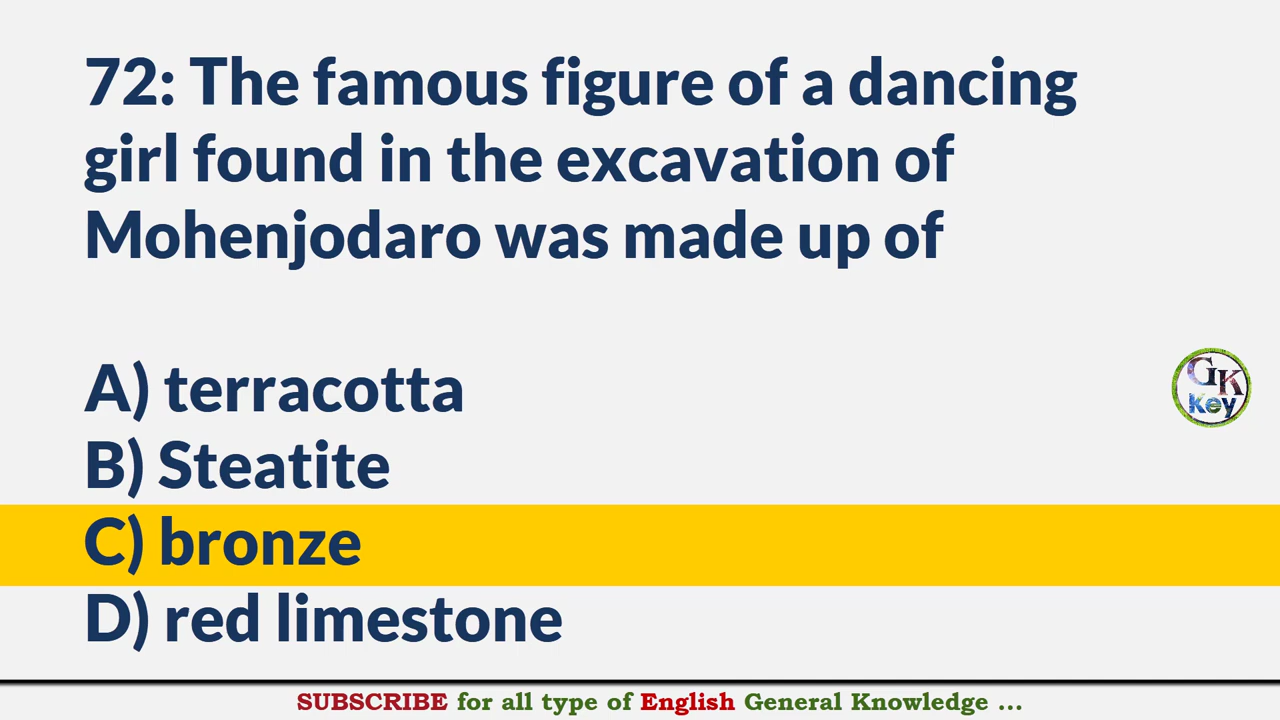 72: The famous figure of a dancing
girl found in the excavation of
Mohenjodaro was made up of
A) terracotta
B) Steatite
C) bronze
D) red limestone
GK
Key
SUBSCRIBE for all type of English General Knowledge ...